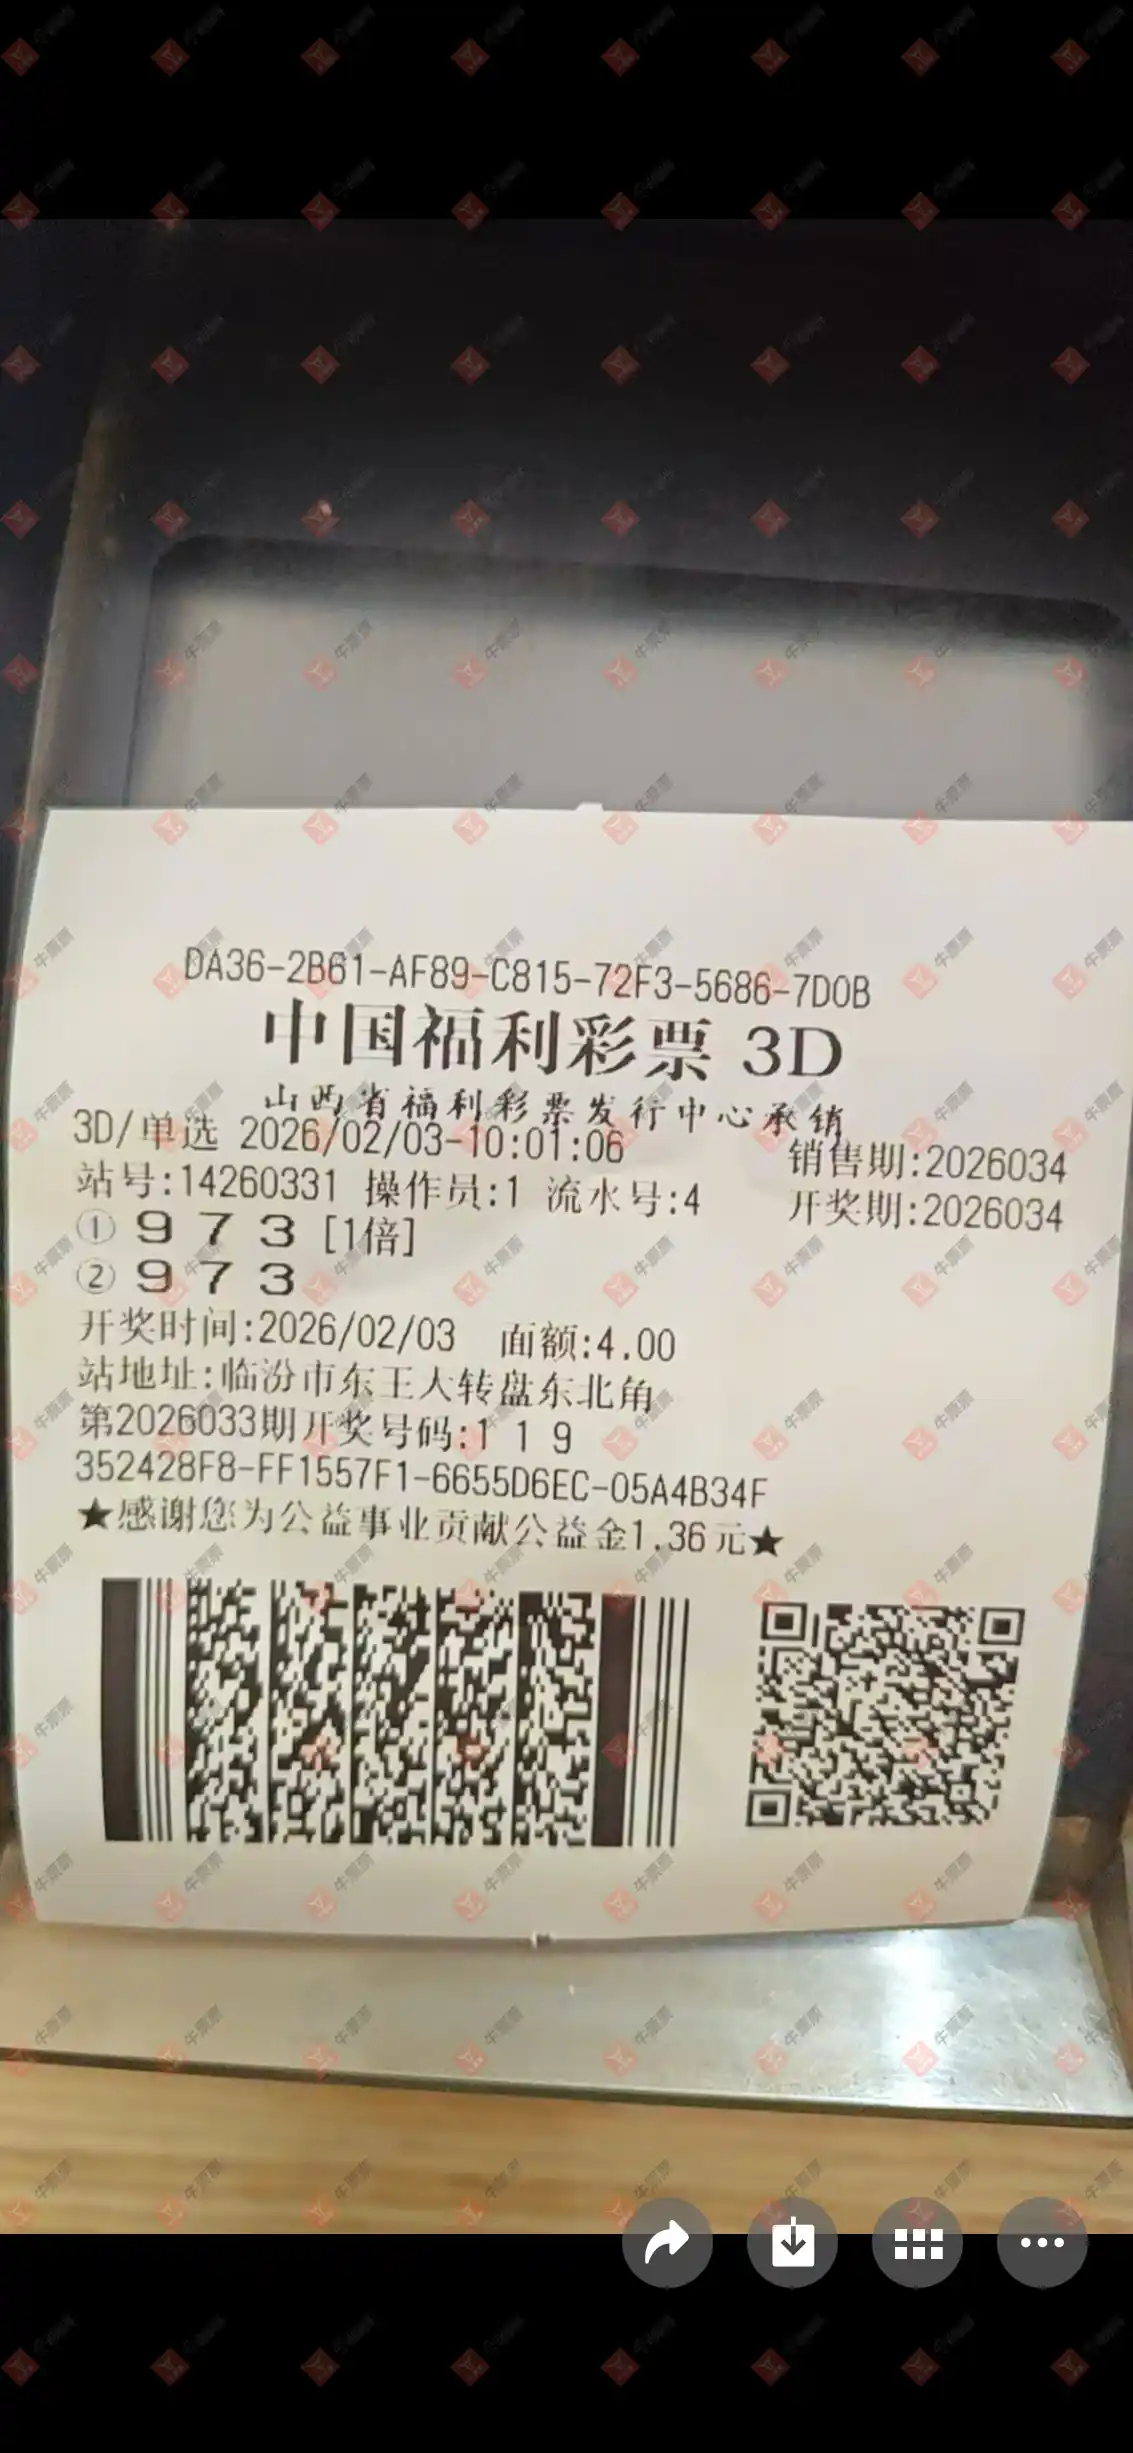 DA36-2B61-AF89-C815-72F3-5686-7D0B
中国福利彩票 3D
山西省福利彩票发行中心承销
3D/单选 2026/02/03-10:01:06 销售期:2026034
站号:14260331 操作员:1 流水号:4 开奖期:2026034
① 9 7 3 [1倍]
② 9 7 3
开奖时间:2026/02/03 面额:4.00
站地址:临汾市东王大转盘东北角
第2026033期开奖号码:1 1 9
352428F8-FF1557F1-6655D6EC-05A4B34F
★感谢您为公益事业贡献公益金1.36元★
牛票票